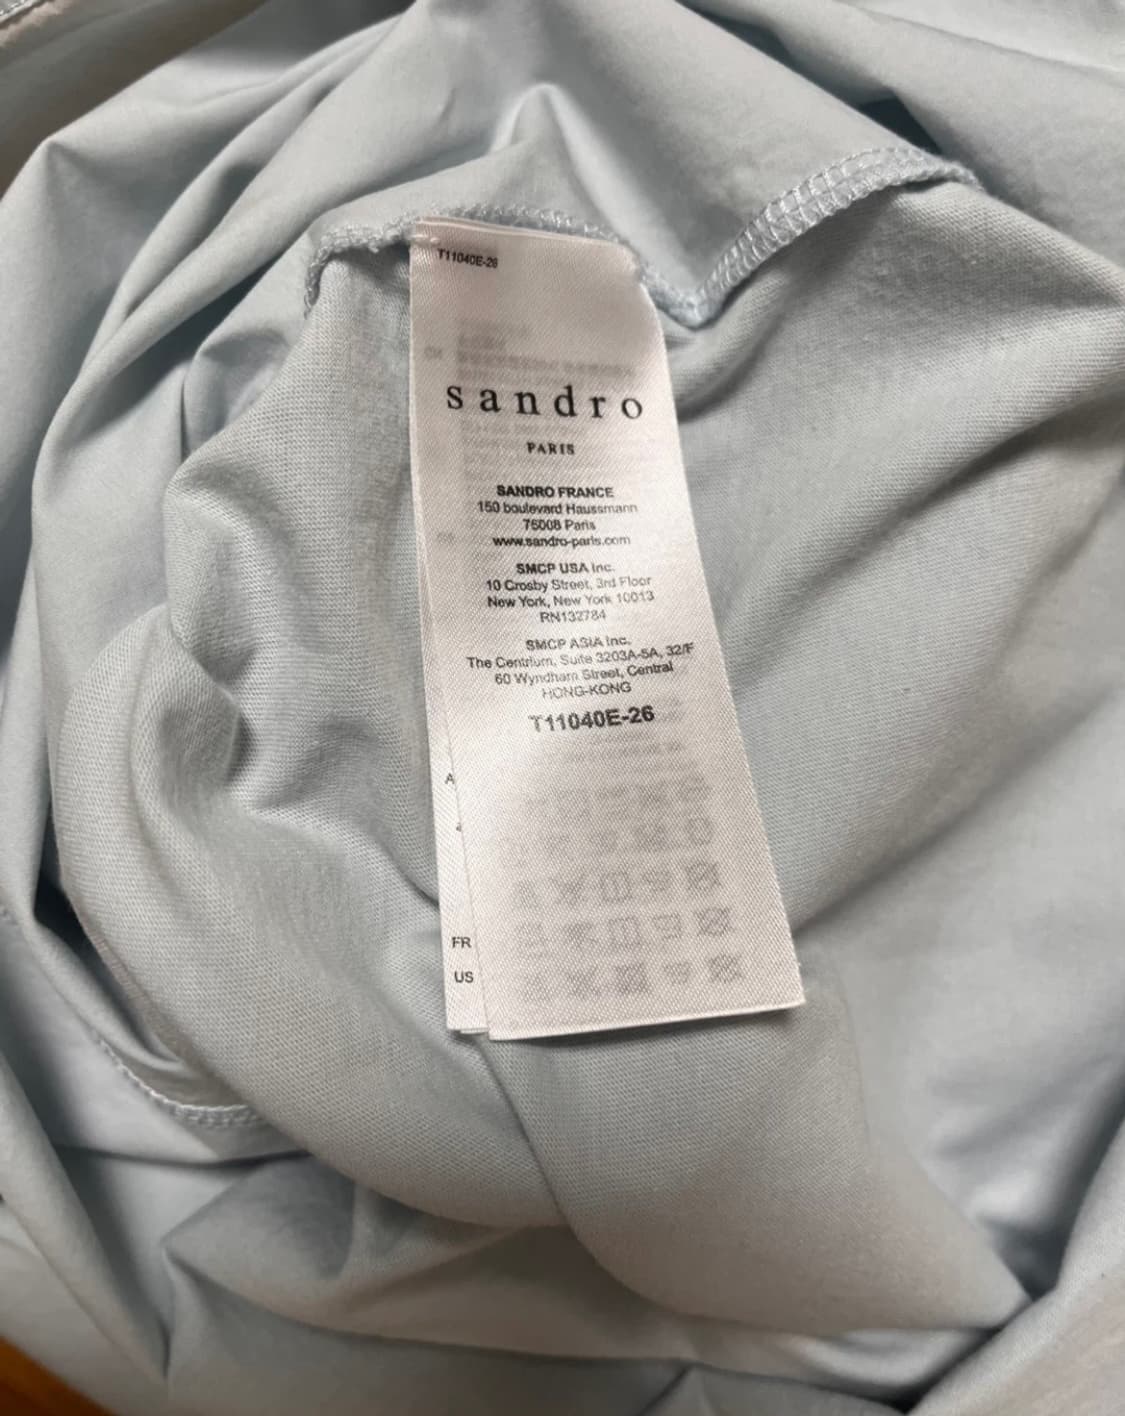 T11040E-26
sandro
PARIS
SANDRO FRANCE
150 boulevard Haussmann
75008 Paris
www.sandro-paris.com
SMCP USA Inc.
10 Crosby Street, 3rd Floor
New York, New York 10013
RN132784
SMCP ASIA Inc.
The Centrium, Suite 3203A-5A, 32/F
60 Wyndham Street, Central
HONG-KONG
T11040E-26
A
FR
US